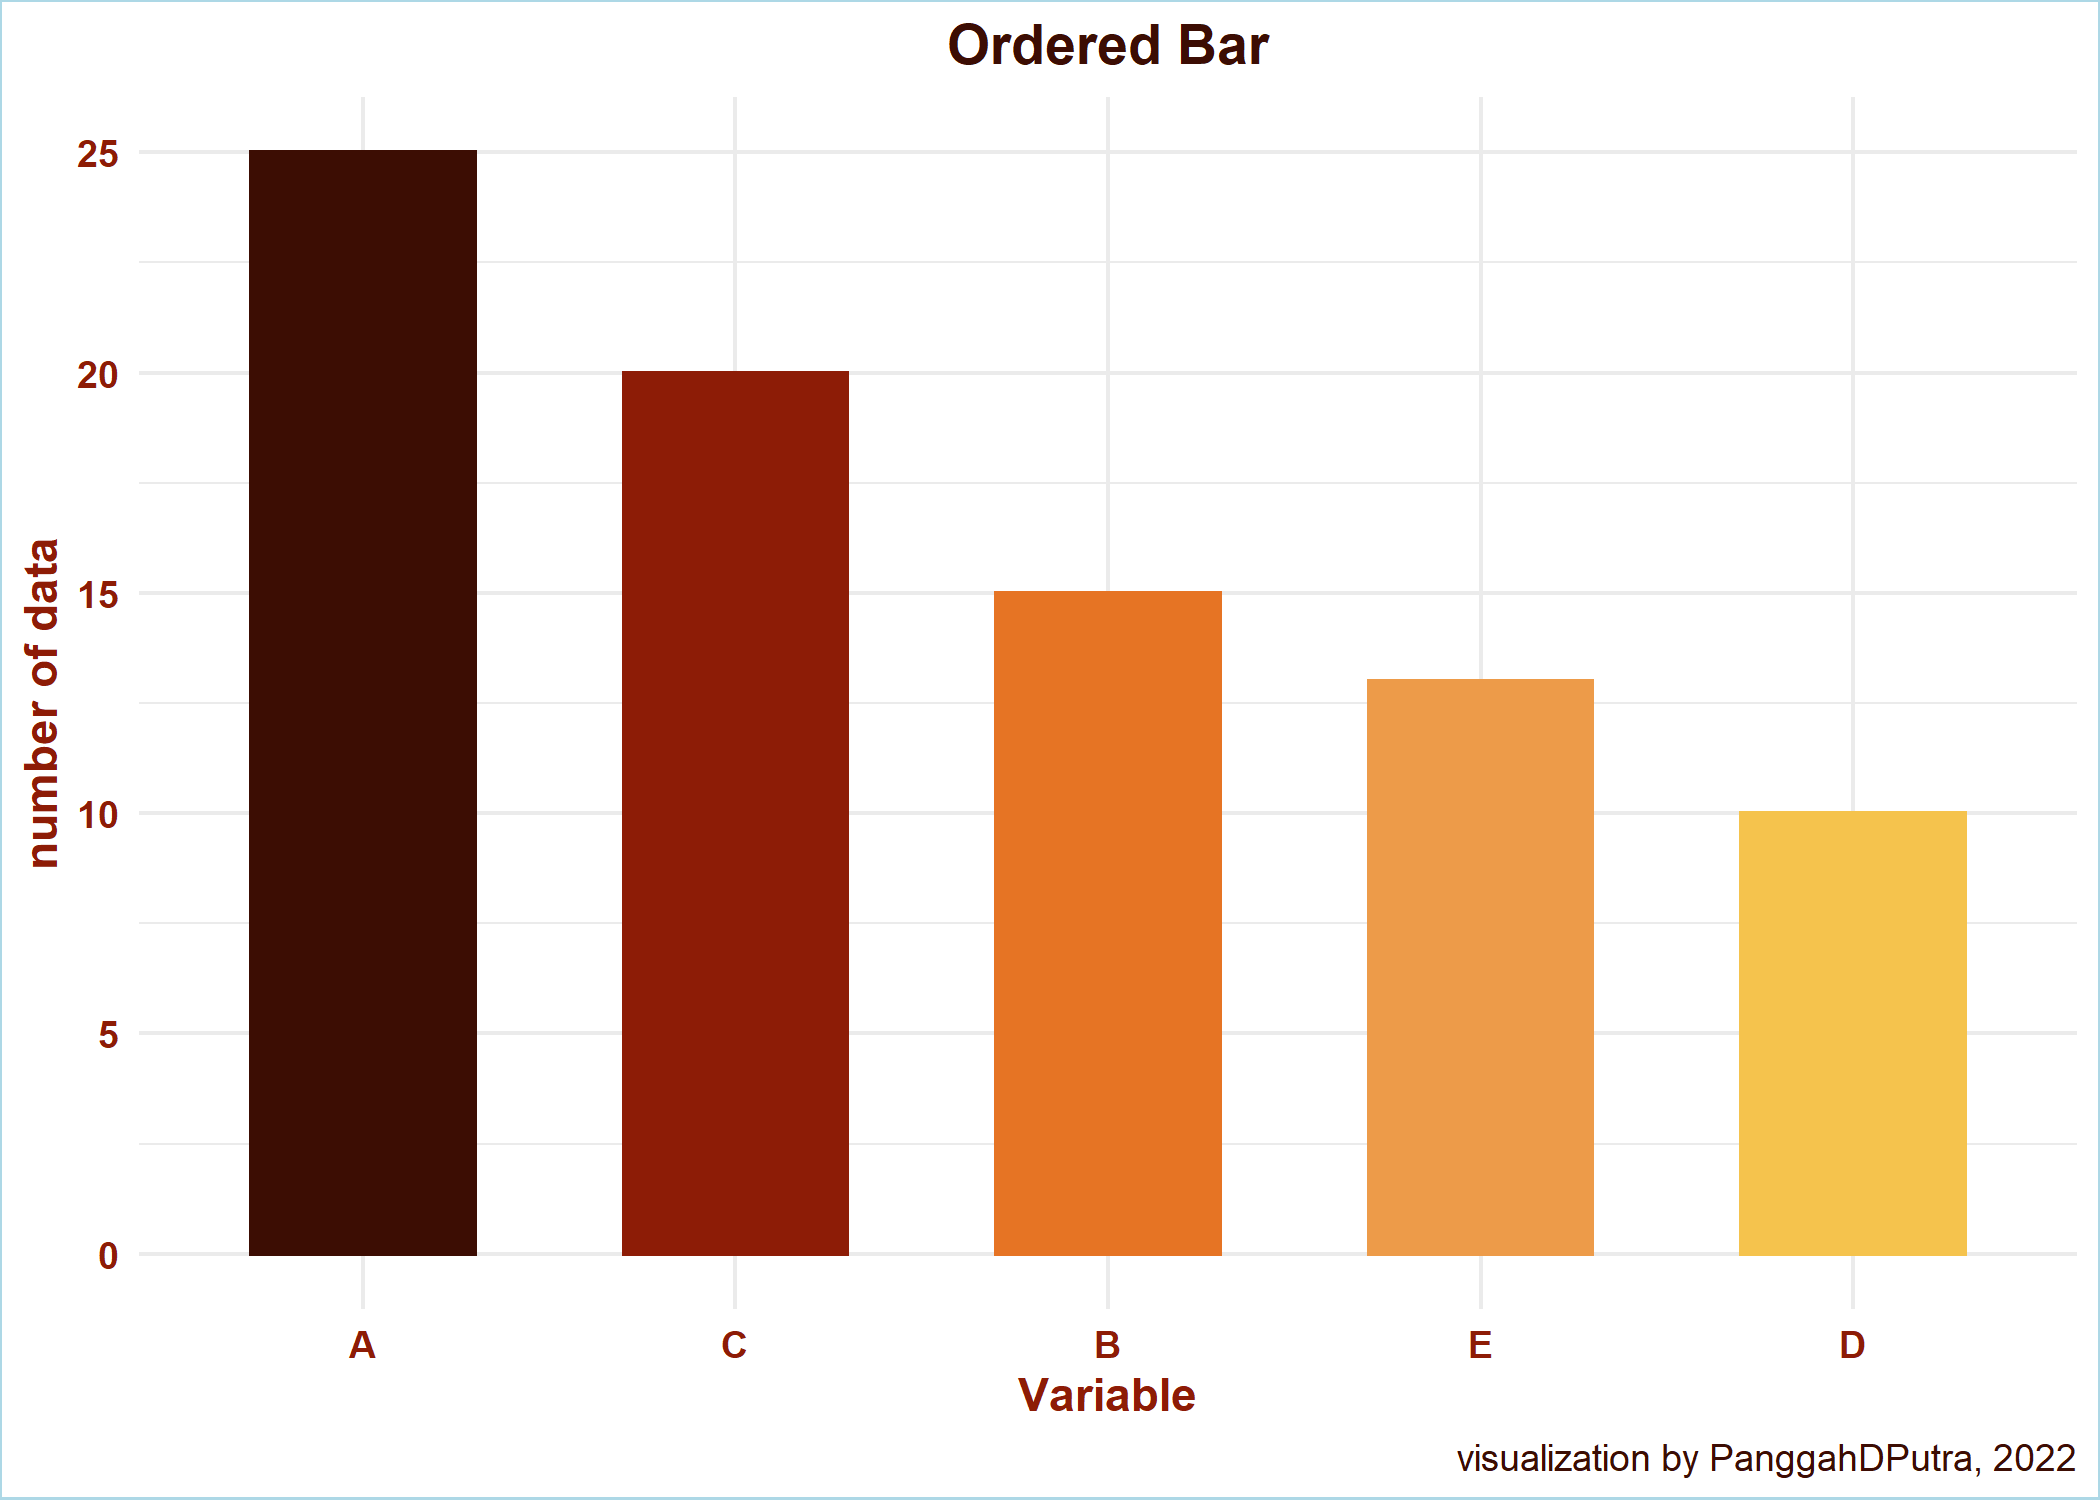 Ordered Bar
number of data
25
20
15
10
5
0
A C B E D
Variable
visualization by PanggahDPutra, 2022